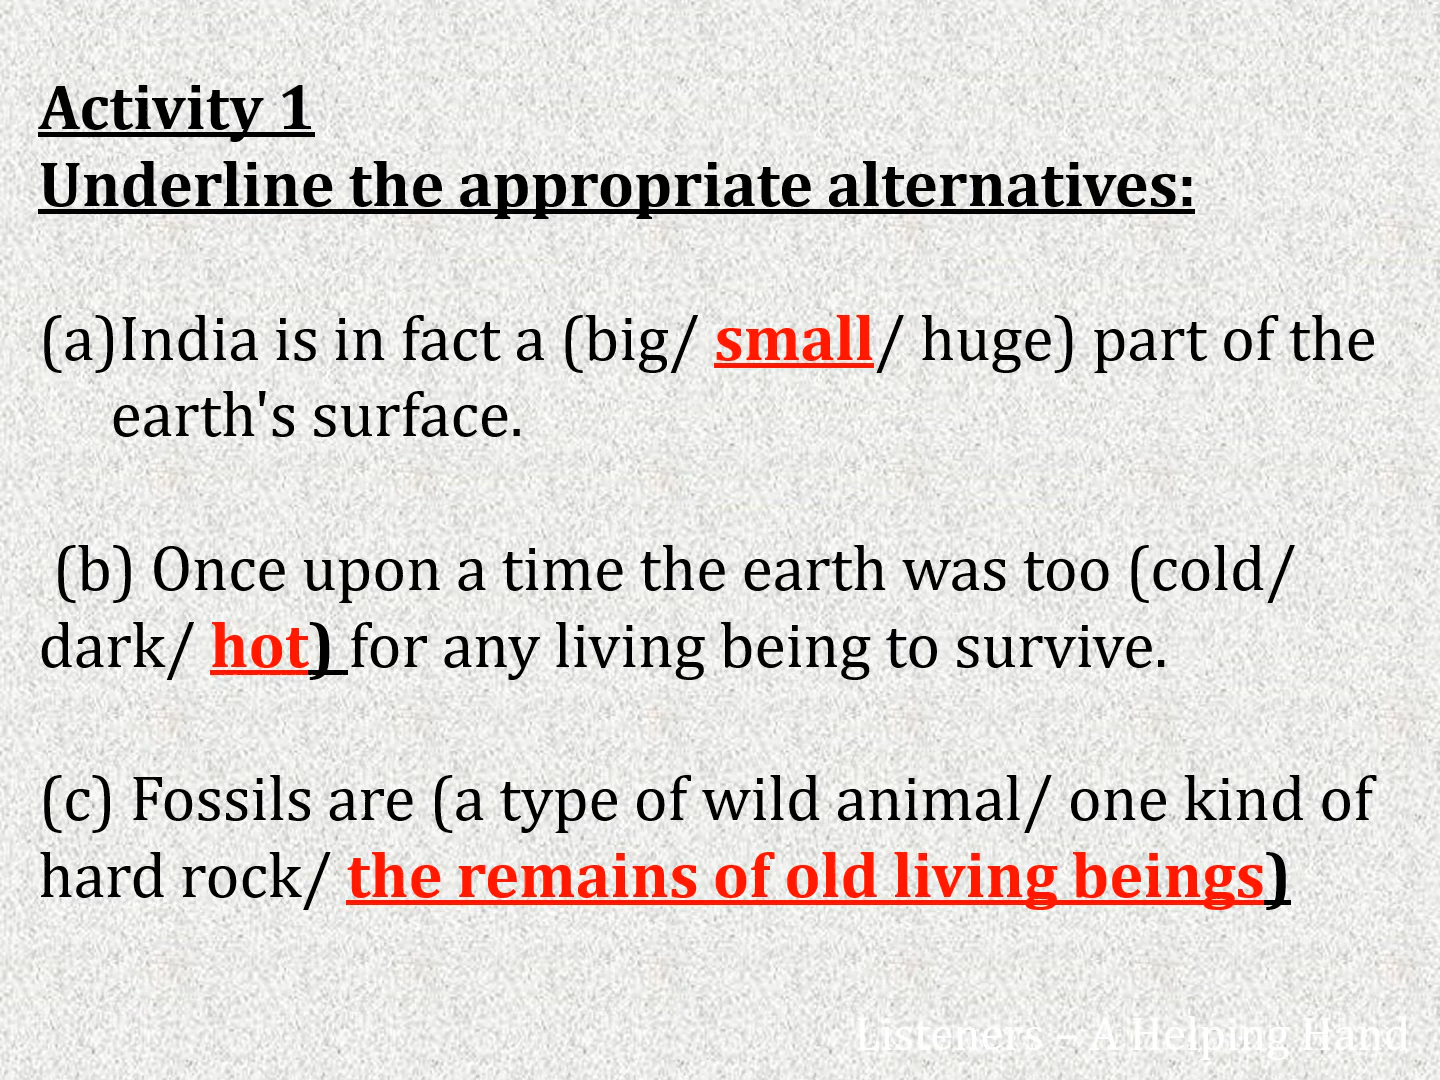 Activity 1
Underline the appropriate alternatives:
(a)India is in fact a (big/ small/ huge) part of the
earth's surface.
(b) Once upon a time the earth was too (cold/
dark/ hot) for any living being to survive.
(c) Fossils are (a type of wild animal/ one kind of
hard rock/ the remains of old living beings)
Listeners – A Helping Hand